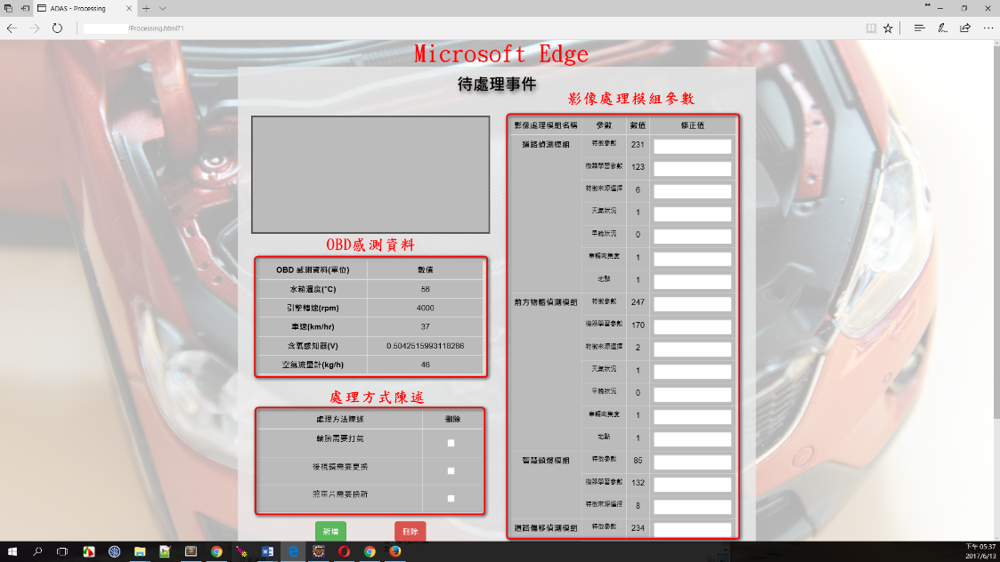 ADAS - Processing
/Processing.html?1
Microsoft Edge
待處理事件
影像處理模組參數
影像處理模組名稱 參數 數值 修正值
道路偵測模組 特徵參數 231
機器學習參數 123
特徵來源選擇 6
天氣狀況 1
早晚狀況 0
車輛密集度 1
地點 1
前方物體偵測模組 特徵參數 247
機器學習參數 170
特徵來源選擇 2
天氣狀況 1
早晚狀況 0
車輛密集度 1
地點 1
智慧頭燈模組 特徵參數 85
機器學習參數 132
特徵來源選擇 8
道路偏移偵測模組 特徵參數 234
OBD感測資料
OBD 感測資料(單位) 數值
水箱溫度(°C) 56
引擎轉速(rpm) 4000
車速(km/hr) 37
含氧感知器(V) 0.5042515993118286
空氣流量計(kg/h) 46
處理方式陳述
處理方法陳述 刪除
輪胎需要打氣
後視鏡需要更換
煞車片需要換新
新增 刪除
下午 05:37
2017/6/13